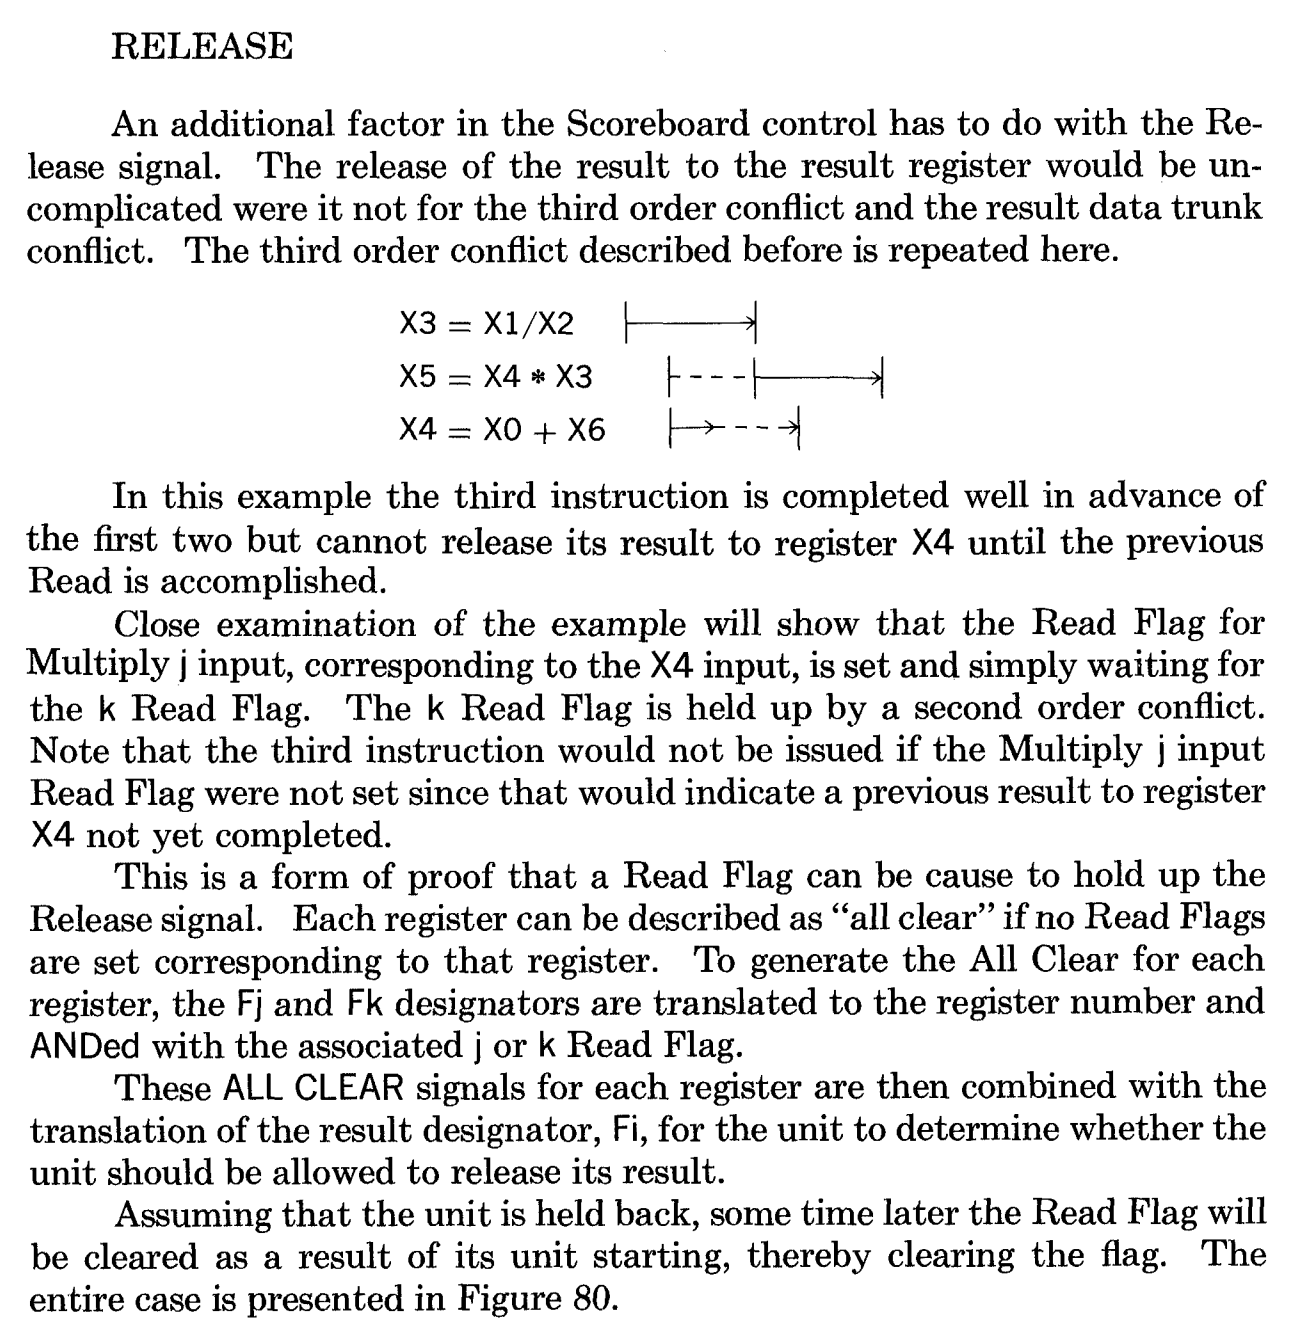 RELEASE
An additional factor in the Scoreboard control has to do with the Re-
lease signal. The release of the result to the result register would be un-
complicated were it not for the third order conflict and the result data trunk
conflict. The third order conflict described before is repeated here.
X3 = X1/X2
X5 = X4 * X3
X4 = X0 + X6
In this example the third instruction is completed well in advance of
the first two but cannot release its result to register X4 until the previous
Read is accomplished.
Close examination of the example will show that the Read Flag for
Multiply j input, corresponding to the X4 input, is set and simply waiting for
the k Read Flag. The k Read Flag is held up by a second order conflict.
Note that the third instruction would not be issued if the Multiply j input
Read Flag were not set since that would indicate a previous result to register
X4 not yet completed.
This is a form of proof that a Read Flag can be cause to hold up the
Release signal. Each register can be described as “all clear” if no Read Flags
are set corresponding to that register. To generate the All Clear for each
register, the Fj and Fk designators are translated to the register number and
ANDed with the associated j or k Read Flag.
These ALL CLEAR signals for each register are then combined with the
translation of the result designator, Fi, for the unit to determine whether the
unit should be allowed to release its result.
Assuming that the unit is held back, some time later the Read Flag will
be cleared as a result of its unit starting, thereby clearing the flag. The
entire case is presented in Figure 80.